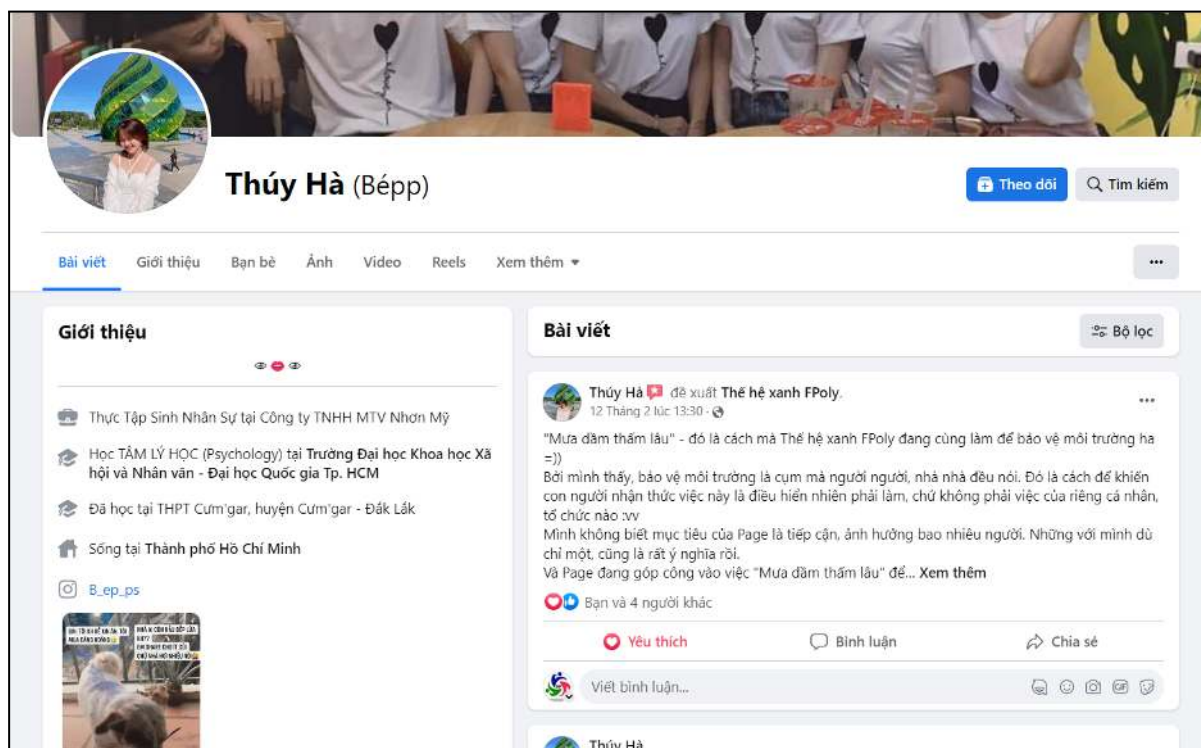 Thúy Hà (Bépp)
Theo dõi
Tìm kiếm
Bài viết
Giới thiệu
Bạn bè
Ảnh
Video
Reels
Xem thêm
Giới thiệu
Thực Tập Sinh Nhân Sự tại Công ty TNHH MTV Nhơn Mỹ
Học TÂM LÝ HỌC (Psychology) tại Trường Đại học Khoa học Xã
hội và Nhân văn - Đại học Quốc gia Tp. HCM
Đã học tại THPT Cưm'gar, huyện Cưm'gar - Đắk Lắk
Sống tại Thành phố Hồ Chí Minh
B_ep_ps
Bài viết
Bộ lọc
Thúy Hà đề xuất Thế hệ xanh FPoly.
12 Tháng 2 lúc 13:30 ·
"Mưa dầm thấm lâu" - đó là cách mà Thế hệ xanh FPoly đang cùng làm để bảo vệ môi trường ha
=))
Bởi mình thấy, bảo vệ môi trường là cụm mà người người, nhà nhà đều nói. Đó là cách để khiến
con người nhận thức việc này là điều hiển nhiên phải làm, chứ không phải việc của riêng cá nhân,
tổ chức nào :vv
Mình không biết mục tiêu của Page là tiếp cận, ảnh hưởng bao nhiêu người. Những với mình dù
chỉ một, cũng là rất ý nghĩa rồi.
Và Page đang góp công vào việc "Mưa dầm thấm lâu" để... Xem thêm
Bạn và 4 người khác
Yêu thích
Bình luận
Chia sẻ
Viết bình luận...
GIF
Thúy Hà